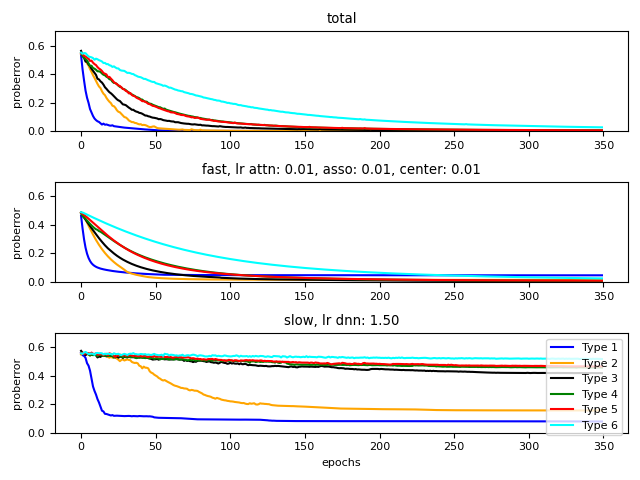 total
proberror
0.6
0.4
0.2
0.0
0 50 100 150 200 250 300 350
fast, lr attn: 0.01, asso: 0.01, center: 0.01
proberror
0.6
0.4
0.2
0.0
0 50 100 150 200 250 300 350
slow, lr dnn: 1.50
proberror
0.6
0.4
0.2
0.0
0 50 100 150 200 250 300 350
epochs
Type 1
Type 2
Type 3
Type 4
Type 5
Type 6